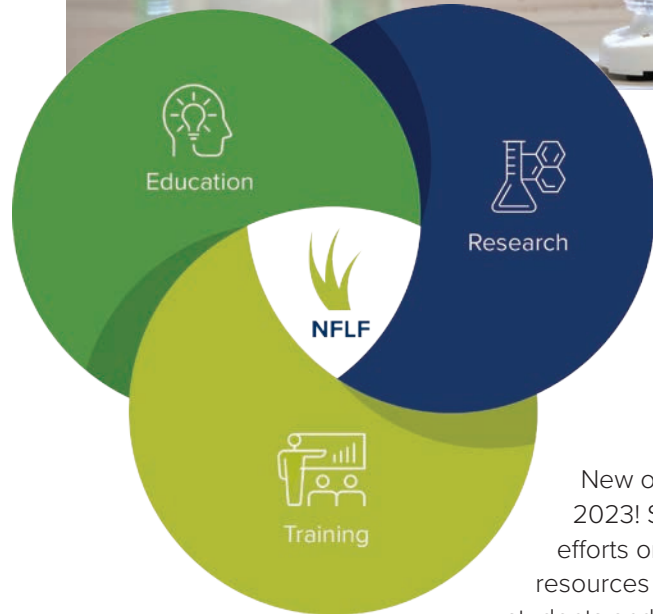 Education
Research
NFLF
Training
New
2023!
efforts
resources